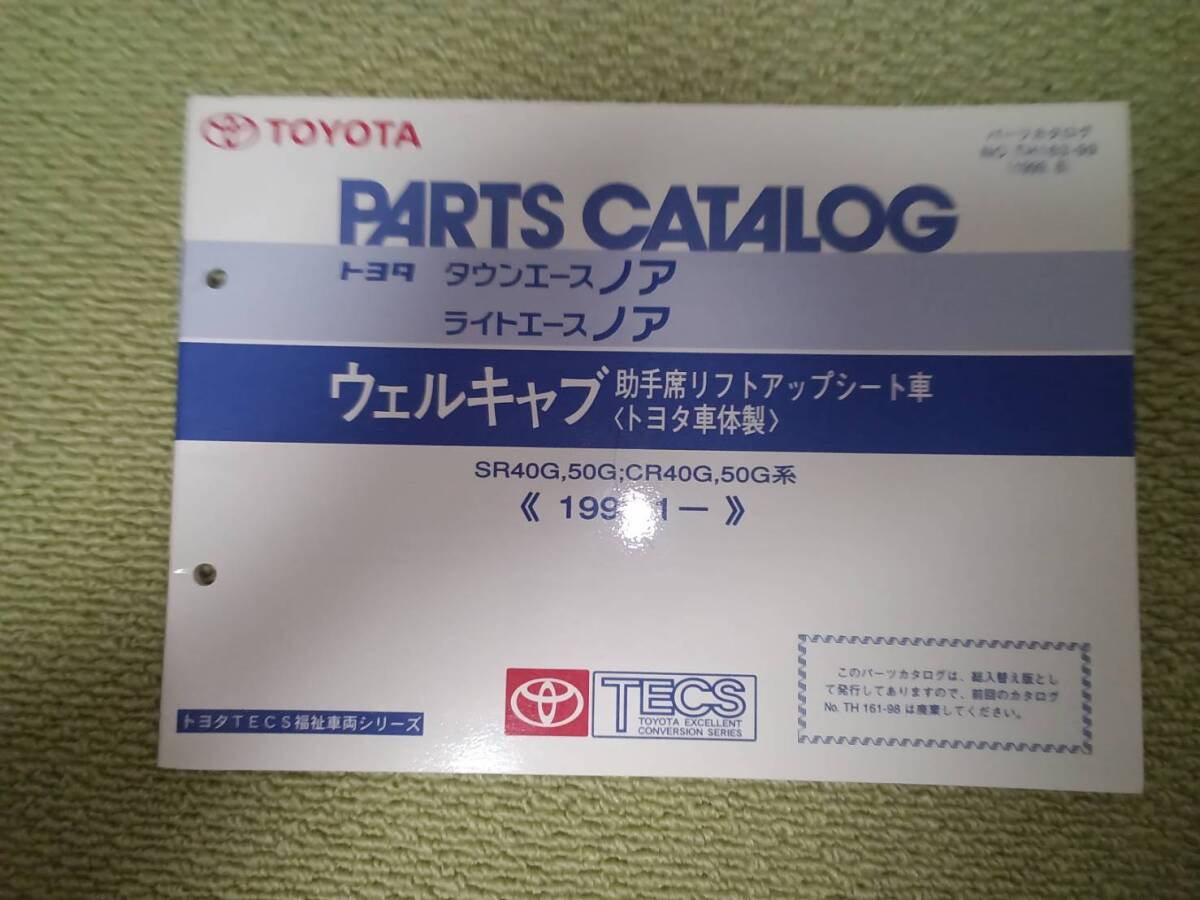 TOYOTA
パーツカタログ
PARTS CATALOG
トヨタ タウンエースノア
ライトエースノア
ウェルキャブ 助手席リフトアップシート車
〈トヨタ車体製〉
SR40G,50G;CR40G,50G系
トヨタTECS福祉車両シリーズ
TECS
TOYOTA EXCELLENT
CONVERSION SERIES
このパーツカタログは、総入替え版とし
て発行してありますので、前回のカタログ
No. TH 161-98 は廃棄してください。